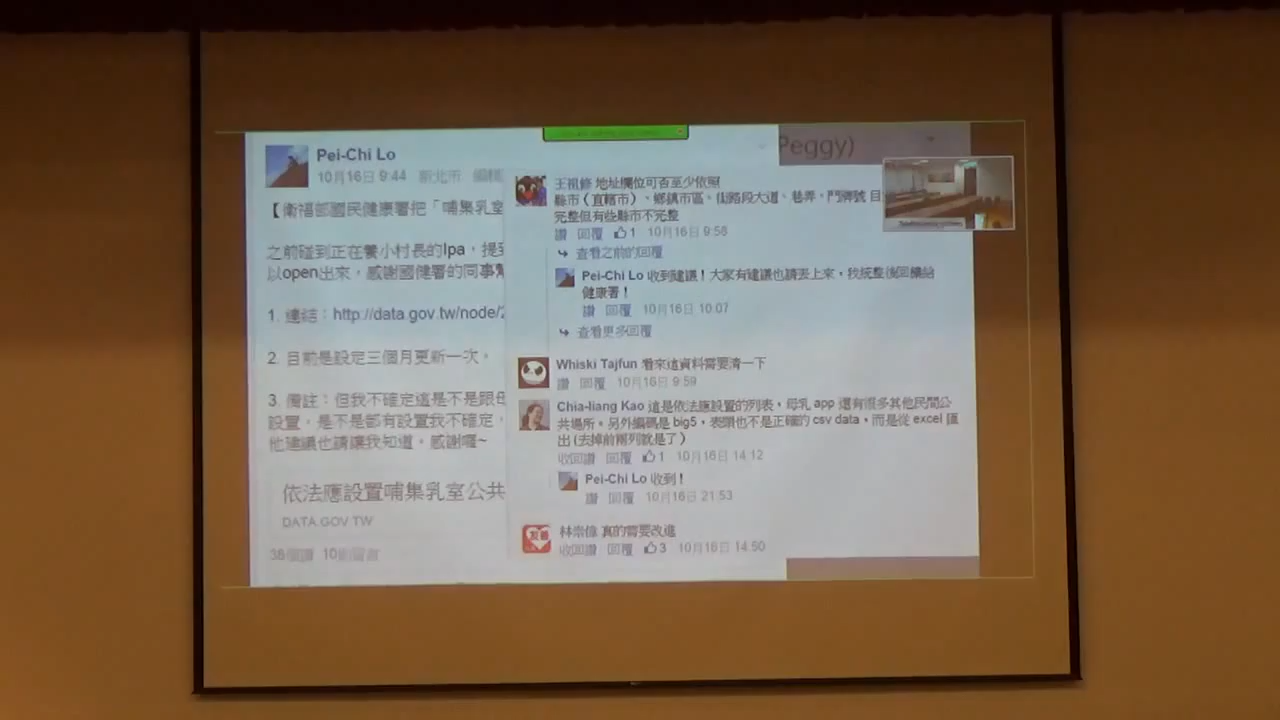 Pei-Chi Lo
10月16日 9:44 新北市 編輯
【衛福部國民健康署把「哺集乳室
之前碰到正在養小村長的Ipa，提到
以open出來，感謝國健署的同事幫
1. 連結：http://data.gov.tw/node/2
2. 目前是設定三個月更新一次。
3. 備註：但我不確定這是不是跟母
設置，是不是都有設置我不確定，
他建議也請讓我知道。感謝喔~
依法應設置哺集乳室公共
DATA.GOV.TW
38個讚 10則留言
Peggy)
王祖修 地址欄位可否至少依照
縣市（直轄市）、鄉鎮市區、街路段大道、巷弄、門牌號 目
完整但有些縣市不完整
讚 回覆 1 10月16日 9:56
查看之前的回覆
Pei-Chi Lo 收到建議！大家有建議也請丟上來，我統整後回饋給
健康署！
讚 回覆 10月16日 10:07
查看更多回覆
Whiski Tajfun 看來這資料需要清一下
讚 回覆 10月16日 9:59
Chia-liang Kao 這是依法應設置的列表，母乳 app 還有很多其他民間公
共場所。另外編碼是 big5，表頭也不是正確的 csv data，而是從 excel 匯
出 (去掉前兩列就是了)
收回讚 回覆 1 10月16日 14:12
Pei-Chi Lo 收到！
讚 回覆 10月16日 21:53
林崇偉 真的需要改進
收回讚 回覆 3 10月16日 14:50